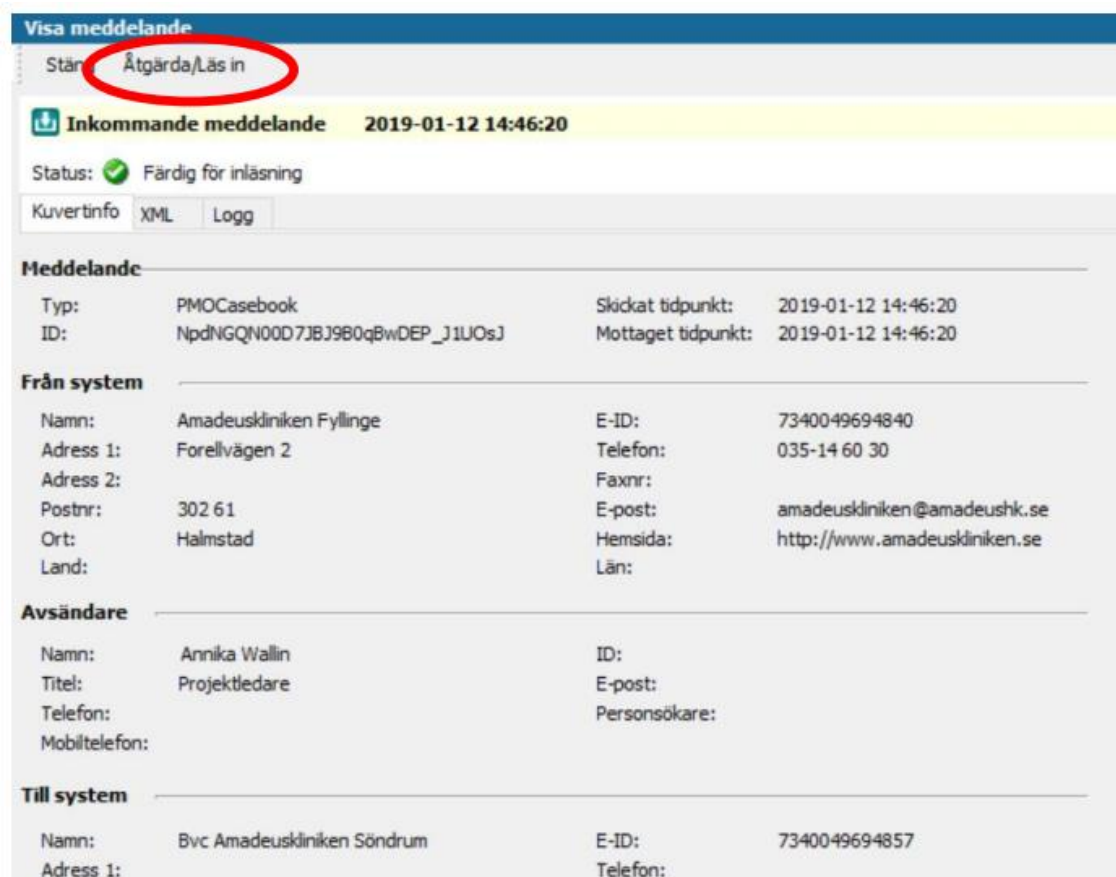 Visa meddelande
Stäng Åtgärda/Läs in
Inkommande meddelande 2019-01-12 14:46:20
Status: Färdig för inläsning
Kuvertinfo XML Logg
Meddelande
Typ: PMOCasebook Skickat tidpunkt: 2019-01-12 14:46:20
ID: NpdNGQN00D7JBJ9B0qBwDEP_J1UOsJ Mottaget tidpunkt: 2019-01-12 14:46:20
Från system
Namn: Amadeuskliniken Fyllinge E-ID: 7340049694840
Adress 1: Forellvägen 2 Telefon: 035-14 60 30
Adress 2: Faxnr:
Postnr: 302 61 E-post: amadeuskliniken@amadeushk.se
Ort: Halmstad Hemsida: http://www.amadeuskliniken.se
Land: Län:
Avsändare
Namn: Annika Wallin ID:
Titel: Projektledare E-post:
Telefon: Personsökare:
Mobiltelefon:
Till system
Namn: Bvc Amadeuskliniken Söndrum E-ID: 7340049694857
Adress 1: Telefon: